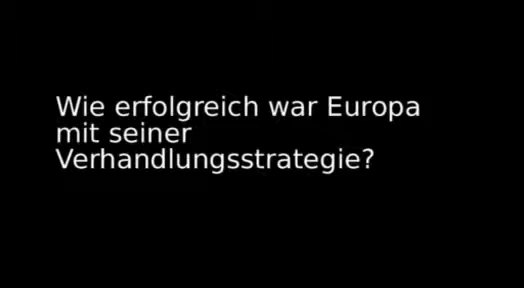 Wie erfolgreich war Europa
mit seiner
Verhandlungsstrategie?